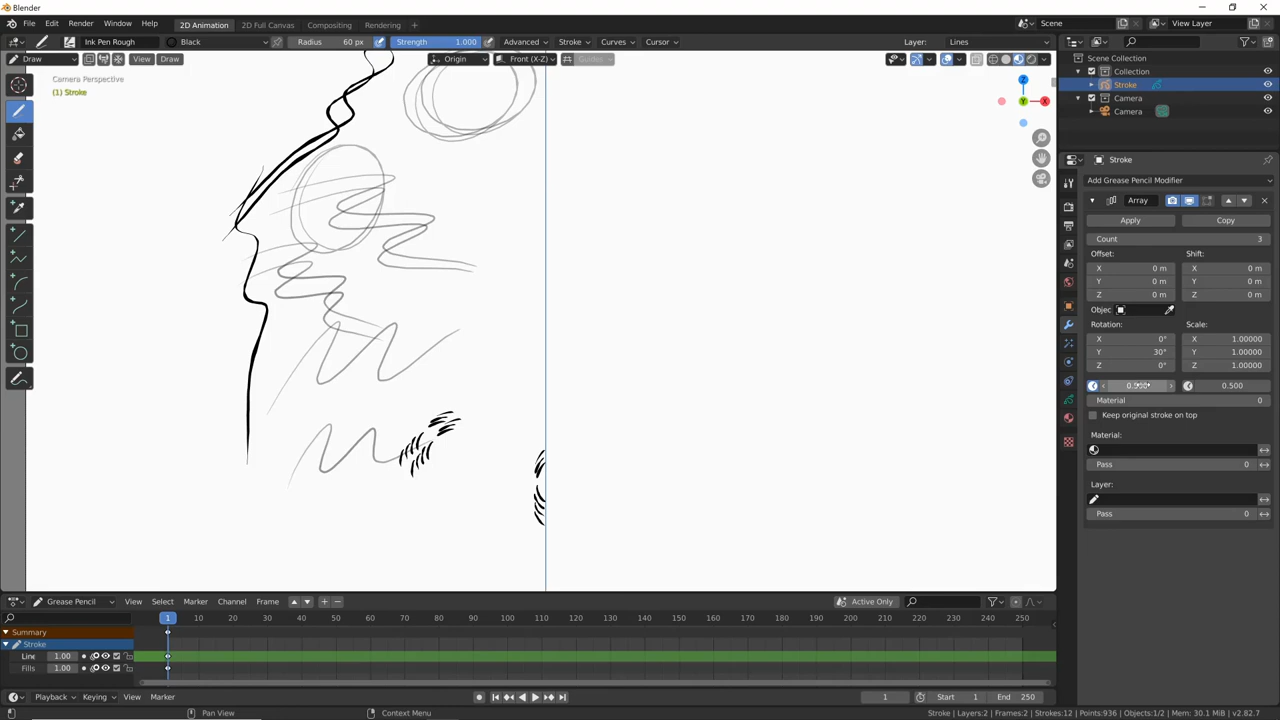 Blender
File Edit Render Window Help 2D Animation 2D Full Canvas Compositing Rendering + Scene View Layer
Ink Pen Rough Black Radius 60 px Strength 1.000 Advanced Stroke Curves Cursor Layer: Lines
Draw View Draw Origin Front (X-Z) Guides
Camera Perspective
(1) Stroke
Z
Y X
Scene Collection
Collection
Stroke
Camera
Camera
Stroke
Add Grease Pencil Modifier
Array
Apply Copy
Count 3
Offset: Shift:
X 0 m X 0 m
Y 0 m Y 0 m
Z 0 m Z 0 m
Objec
Rotation: Scale:
X 0° X 1.00000
Y 30° Y 1.00000
Z 0° Z 1.00000
0.500
Material 0
Keep original stroke on top
Material:
Pass 0
Layer:
Pass 0
Grease Pencil View Select Marker Channel Frame Active Only
1 10 20 30 40 50 60 70 80 90 100 110 120 130 140 150 160 170 180 190 200 210 220 230 240 250
Summary
Stroke
Line 1.00
Fills 1.00
Playback Keying View Marker 1 Start 1 End 250
Pan View Context Menu Stroke | Layers:2 | Frames:2 | Strokes:12 | Points:936 | Objects:1/2 | Mem: 30.1 MiB | v2.82.7